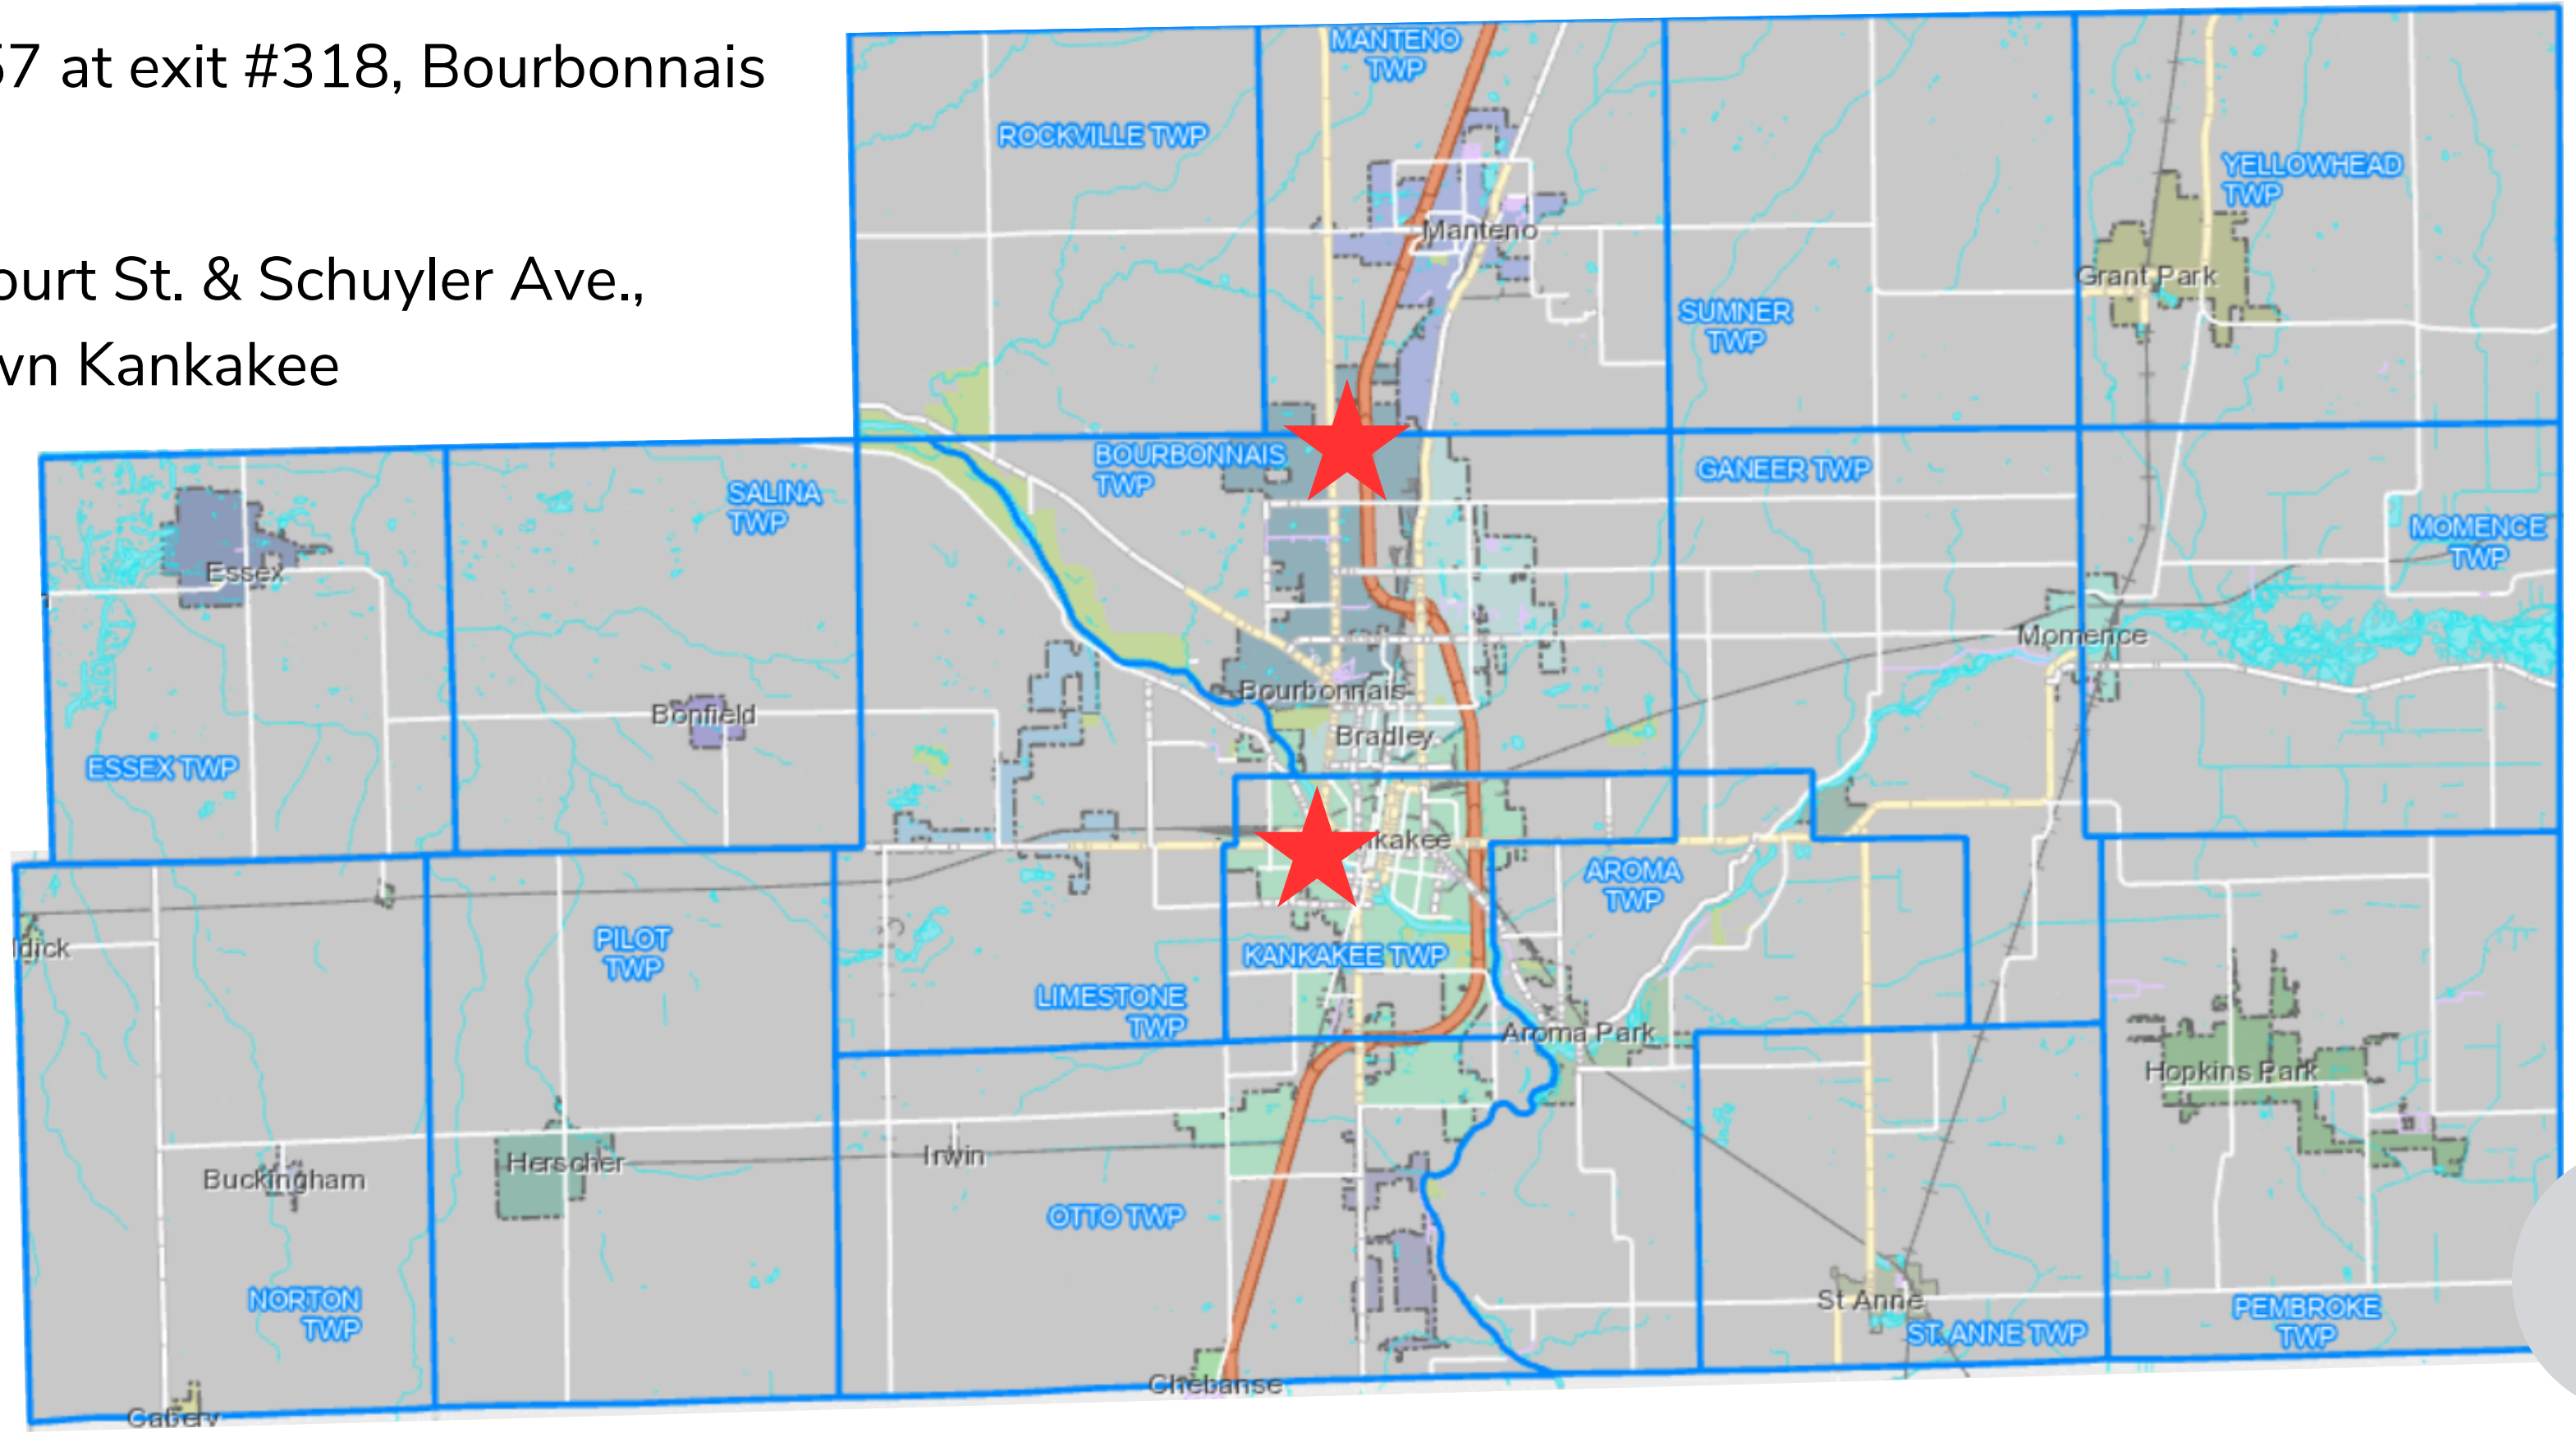 57 at exit #318, Bourbonnais
ourt St. & Schuyler Ave.,
wn Kankakee
MANTENO
TWP
ROCKVILLE TWP
YELLOWHEAD
TWP
Manteno
Grant Park
SUMNER
TWP
BOURBONNAIS
TWP
GANEER TWP
SALINA
TWP
MOMENCE
TWP
Essex
Momence
Bourbonnais
Bonfield
Bradley
ESSEX TWP
nkakee
AROMA
TWP
PILOT
TWP
ldick
KANKAKEE TWP
LIMESTONE
TWP
Aroma Park
Hopkins Park
Irwin
Herscher
Buckingham
OTTO TWP
NORTON
TWP
St Anne
PEMBROKE
TWP
ST. ANNE TWP
Chebanse
Cabery